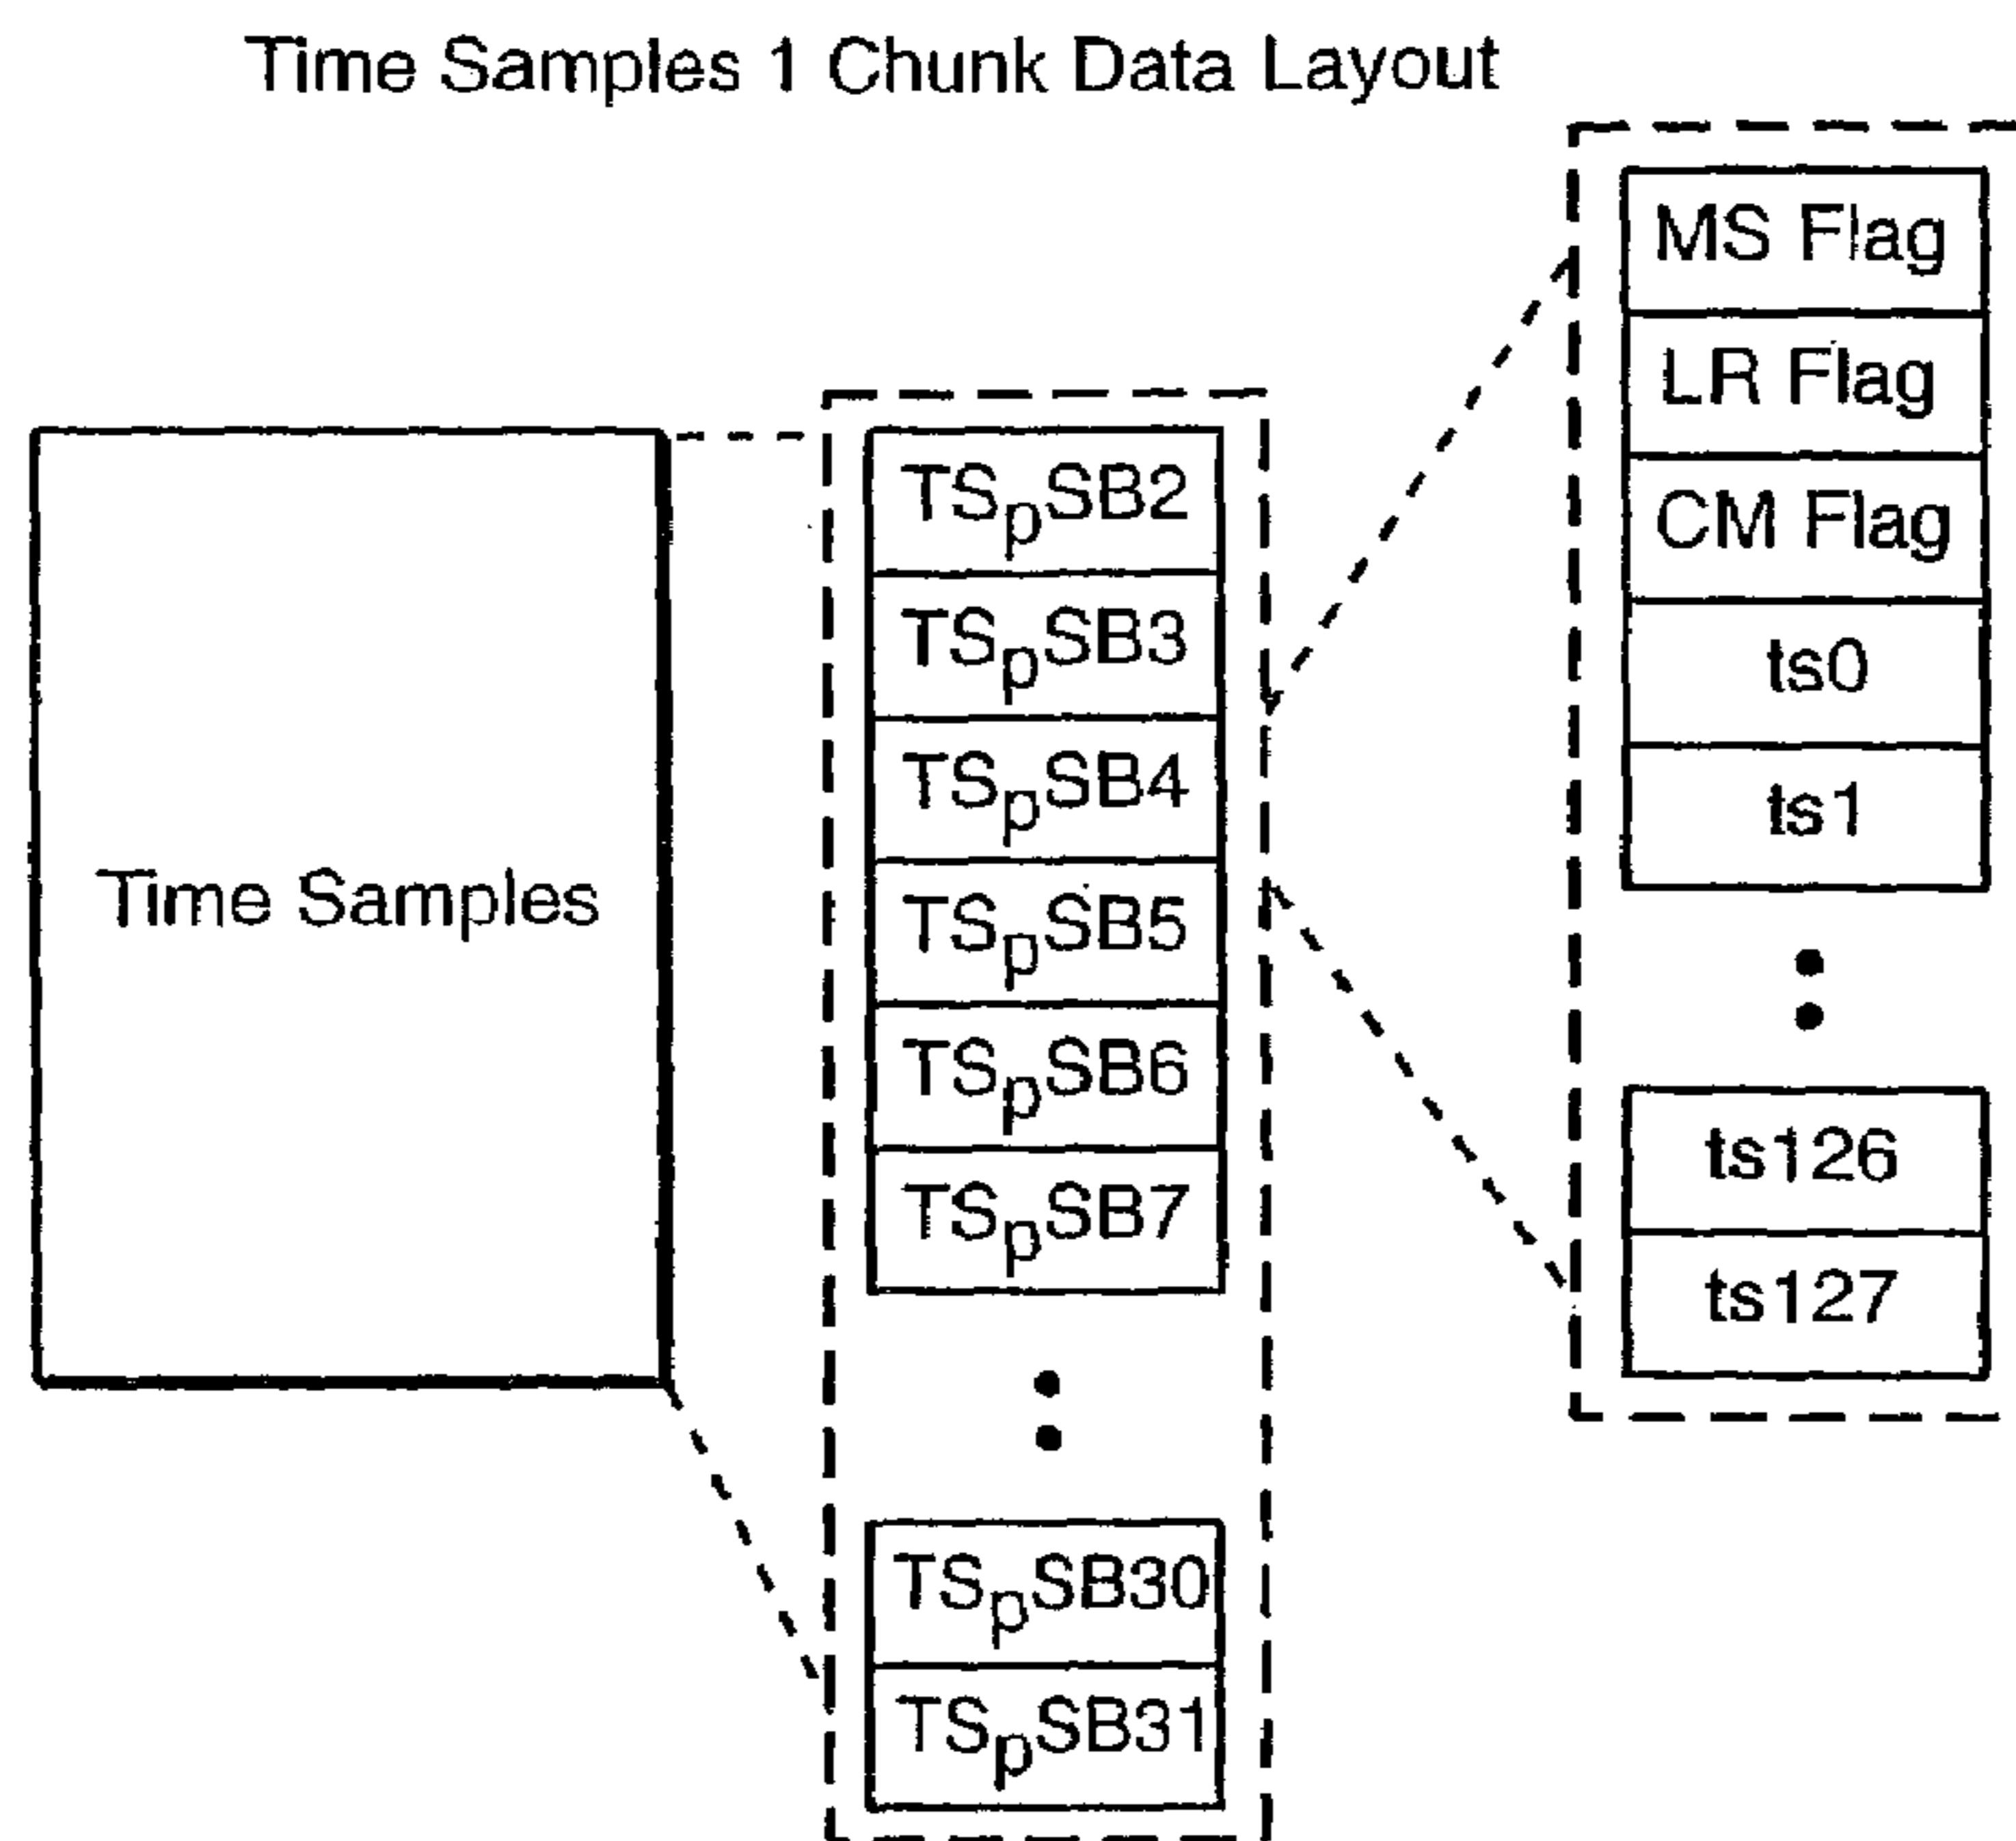 Time Samples 1 Chunk Data Layout
Time Samples
TSpSB2
TSpSB3
TSpSB4
TSpSB5
TSpSB6
TSpSB7
TSpSB30
TSpSB31
MS Flag
LR Flag
CM Flag
ts0
ts1
ts126
ts127